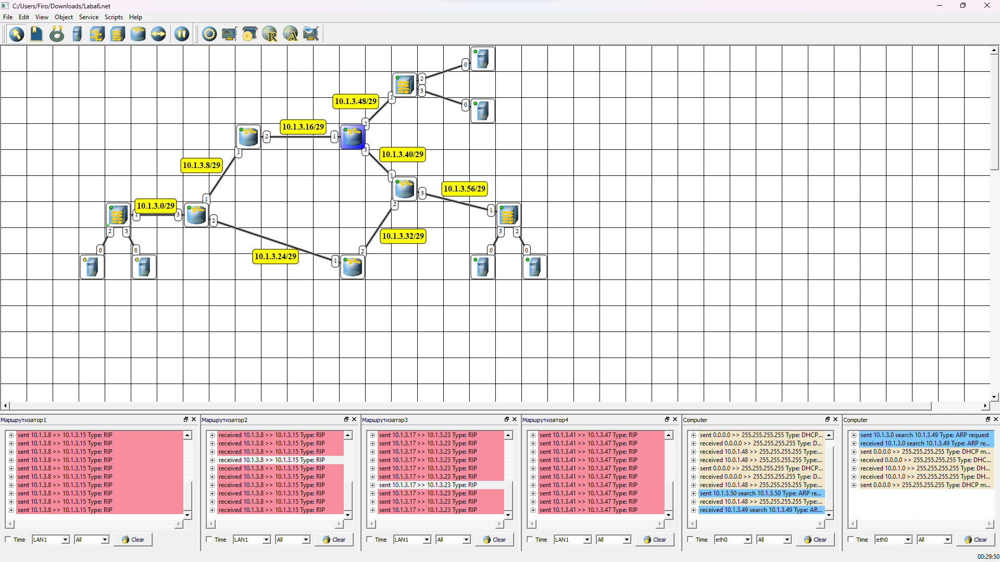 C:/Users/Firo/Downloads/Laba6.net
File Edit View Object Service Scripts Help
0
2
3
10.1.3.48/29
1
0
2
10.1.3.16/29
2
1
3
10.1.3.40/29
1
10.1.3.8/29
1
10.1.3.56/29
3
1
2
10.1.3.0/29
1
3
1
2
10.1.3.32/29
2
3
3
2
0
0
10.1.3.24/29
1
2
0
0
Маршрутизатор1
sent 10.1.3.8 >> 10.1.3.15 Type: RIP
sent 10.1.3.8 >> 10.1.3.15 Type: RIP
sent 10.1.3.8 >> 10.1.3.15 Type: RIP
sent 10.1.3.8 >> 10.1.3.15 Type: RIP
sent 10.1.3.8 >> 10.1.3.15 Type: RIP
sent 10.1.3.8 >> 10.1.3.15 Type: RIP
sent 10.1.3.8 >> 10.1.3.15 Type: RIP
sent 10.1.3.8 >> 10.1.3.15 Type: RIP
sent 10.1.3.8 >> 10.1.3.15 Type: RIP
sent 10.1.3.8 >> 10.1.3.15 Type: RIP
Time LAN1 All Clear
Маршрутизатор2
received 10.1.3.8 >> 10.1.3.15 Type: RIP
received 10.1.3.8 >> 10.1.3.15 Type: RIP
received 10.1.3.8 >> 10.1.3.15 Type: RIP
received 10.1.3.8 >> 10.1.3.15 Type: RIP
received 10.1.3.8 >> 10.1.3.15 Type: RIP
received 10.1.3.8 >> 10.1.3.15 Type: RIP
received 10.1.3.8 >> 10.1.3.15 Type: RIP
received 10.1.3.8 >> 10.1.3.15 Type: RIP
received 10.1.3.8 >> 10.1.3.15 Type: RIP
received 10.1.3.8 >> 10.1.3.15 Type: RIP
Time LAN1 All Clear
Маршрутизатор3
sent 10.1.3.17 >> 10.1.3.23 Type: RIP
sent 10.1.3.17 >> 10.1.3.23 Type: RIP
sent 10.1.3.17 >> 10.1.3.23 Type: RIP
sent 10.1.3.17 >> 10.1.3.23 Type: RIP
sent 10.1.3.17 >> 10.1.3.23 Type: RIP
sent 10.1.3.17 >> 10.1.3.23 Type: RIP
sent 10.1.3.17 >> 10.1.3.23 Type: RIP
sent 10.1.3.17 >> 10.1.3.23 Type: RIP
sent 10.1.3.17 >> 10.1.3.23 Type: RIP
sent 10.1.3.17 >> 10.1.3.23 Type: RIP
Time LAN1 All Clear
Маршрутизатор4
sent 10.1.3.41 >> 10.1.3.47 Type: RIP
sent 10.1.3.41 >> 10.1.3.47 Type: RIP
sent 10.1.3.41 >> 10.1.3.47 Type: RIP
sent 10.1.3.41 >> 10.1.3.47 Type: RIP
sent 10.1.3.41 >> 10.1.3.47 Type: RIP
sent 10.1.3.41 >> 10.1.3.47 Type: RIP
sent 10.1.3.41 >> 10.1.3.47 Type: RIP
sent 10.1.3.41 >> 10.1.3.47 Type: RIP
sent 10.1.3.41 >> 10.1.3.47 Type: RIP
sent 10.1.3.41 >> 10.1.3.47 Type: RIP
Time LAN1 All Clear
Computer
sent 0.0.0.0 >> 255.255.255.255 Type: DHCP...
received 0.0.0.0 >> 255.255.255.255 Type: D...
received 10.0.1.48 >> 255.255.255.255 Type:...
received 10.0.1.48 >> 255.255.255.255 Type:...
sent 0.0.0.0 >> 255.255.255.255 Type: DHCP...
received 0.0.0.0 >> 255.255.255.255 Type: D...
received 10.0.1.48 >> 255.255.255.255 Type:...
sent 10.1.3.50 search 10.1.3.50 Type: ARP re...
received 10.0.1.48 >> 255.255.255.255 Type:...
received 10.1.3.49 search 10.1.3.49 Type: AR...
Time eth0 All Clear
Computer
sent 10.1.3.0 search 10.1.3.49 Type: ARP request
received 10.1.3.0 search 10.1.3.49 Type: ARP re...
sent 0.0.0.0 >> 255.255.255.255 Type: DHCP m...
received 0.0.0.0 >> 255.255.255.255 Type: DHC...
received 10.0.1.0 >> 255.255.255.255 Type: DH...
received 10.0.1.0 >> 255.255.255.255 Type: DH...
sent 0.0.0.0 >> 255.255.255.255 Type: DHCP m...
Time eth0 All Clear
00:29:50